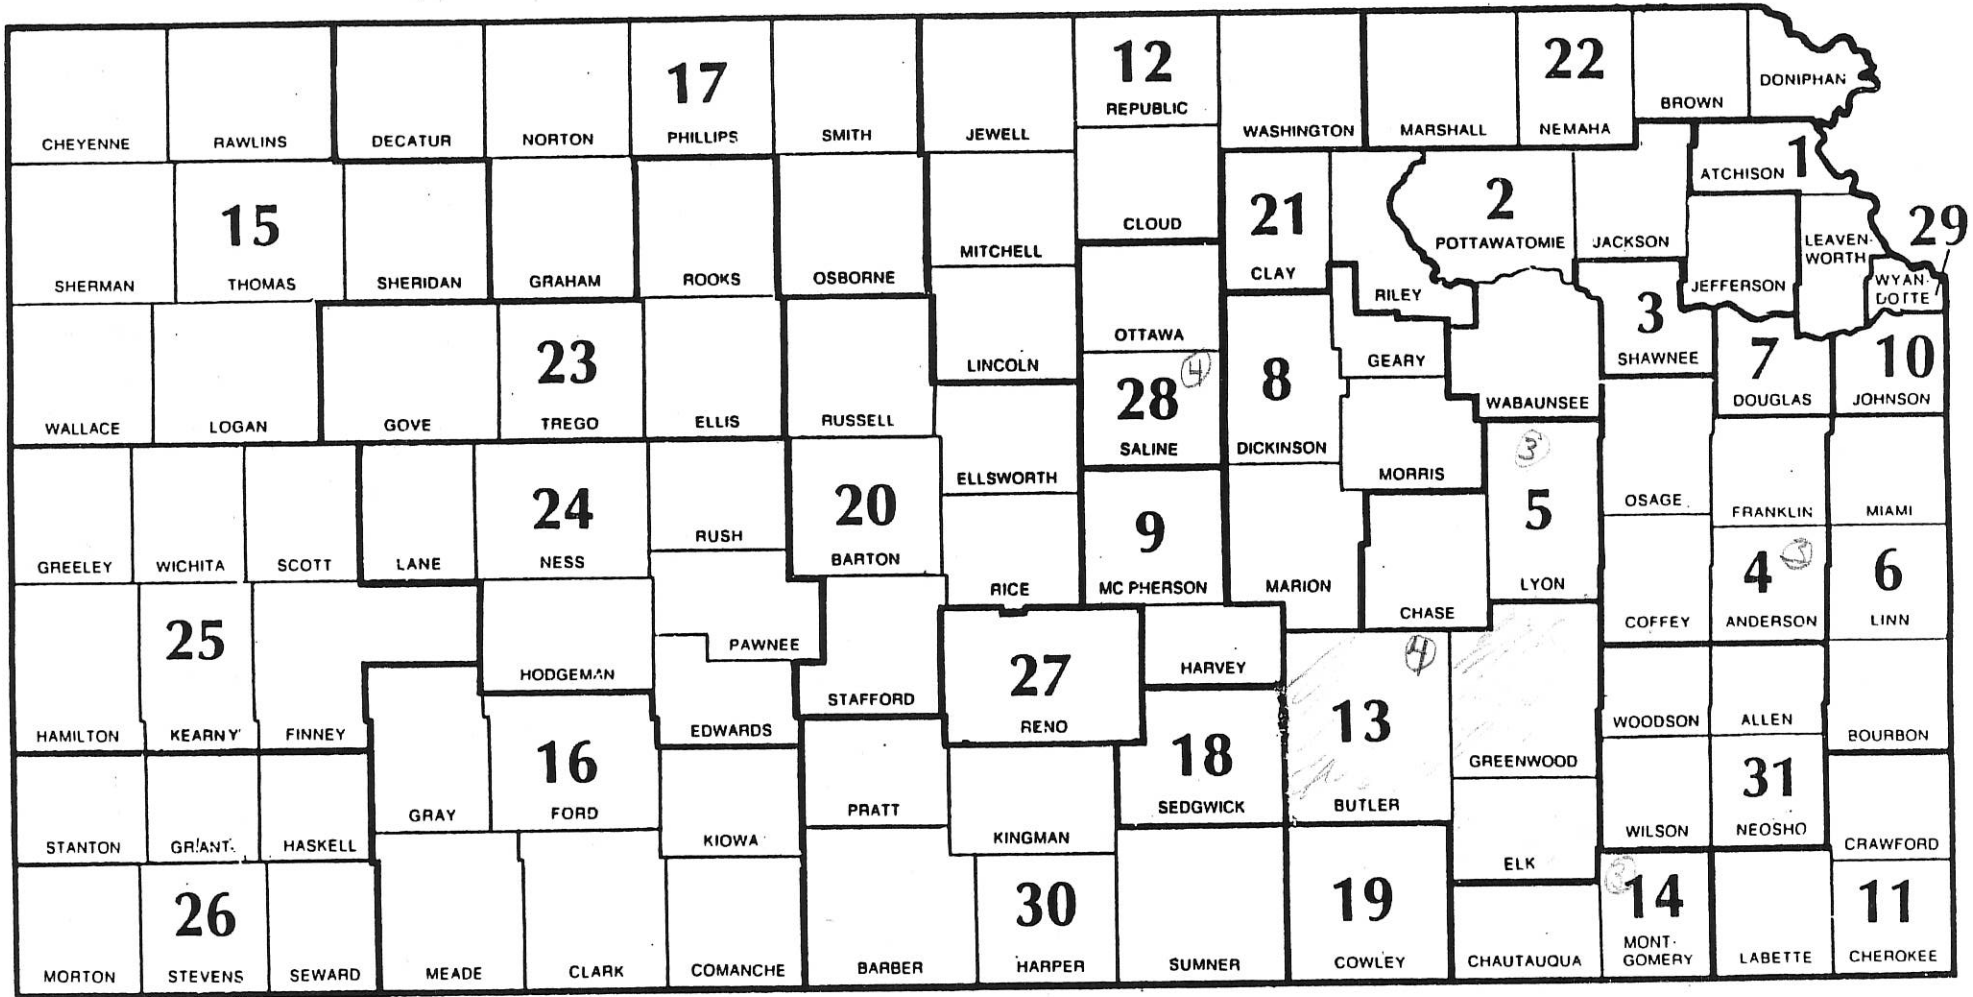 17
12
22
CHEYENNE
RAWLINS
DECATUR
NORTON
PHILLIPS
SMITH
JEWELL
REPUBLIC
WASHINGTON
MARSHALL
NEMAHA
BROWN
DONIPHAN
15
21
2
1
29
SHERMAN
THOMAS
SHERIDAN
GRAHAM
ROOKS
OSBORNE
MITCHELL
CLOUD
CLAY
RILEY
POTTAWATOMIE
JACKSON
ATCHISON
JEFFERSON
LEAVEN-
WORTH
WYAN-
DOTTE
23
28
4
8
3
7
10
WALLACE
LOGAN
GOVE
TREGO
ELLIS
RUSSELL
LINCOLN
OTTAWA
SALINE
DICKINSON
GEARY
WABAUNSEE
SHAWNEE
DOUGLAS
JOHNSON
24
20
9
3
5
4
3
6
GREELEY
WICHITA
SCOTT
LANE
NESS
RUSH
BARTON
ELLSWORTH
RICE
MC PHERSON
MARION
MORRIS
CHASE
LYON
OSAGE
COFFEY
FRANKLIN
ANDERSON
MIAMI
LINN
25
27
4
13
HAMILTON
KEARNY
FINNEY
HODGEMAN
PAWNEE
EDWARDS
STAFFORD
RENO
HARVEY
BUTLER
GREENWOOD
WOODSON
ALLEN
BOURBON
16
18
31
STANTON
GRANT
HASKELL
GRAY
FORD
KIOWA
PRATT
KINGMAN
SEDGWICK
ELK
WILSON
NEOSHO
CRAWFORD
26
30
19
3
14
11
MORTON
STEVENS
SEWARD
MEADE
CLARK
COMANCHE
BARBER
HARPER
SUMNER
COWLEY
CHAUTAUQUA
MONT-
GOMERY
LABETTE
CHEROKEE